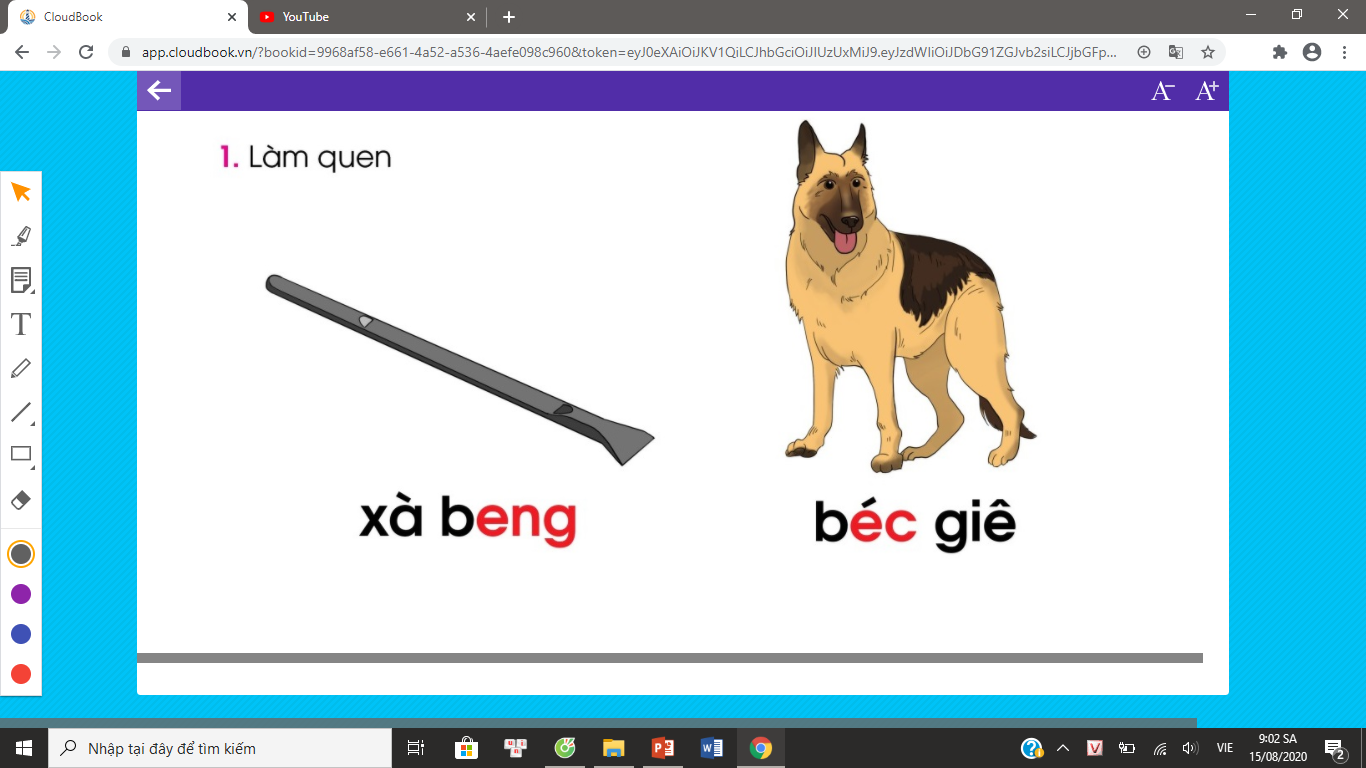 CloudBook
YouTube
app.cloudbook.vn/?bookid=9968af58-e661-4a52-a536-4aefe098c960&token=eyJ0eXAiOiJKV1QiLCJhbGciOiJIUzUxMiJ9.eyJzdWIiOiJDbG91ZGJvb2siLCJjbGFp...
A- A+
1. Làm quen
xà beng
béc giê
T
Nhập tại đây để tìm kiếm
VIE
9:02 SA
15/08/2020
2